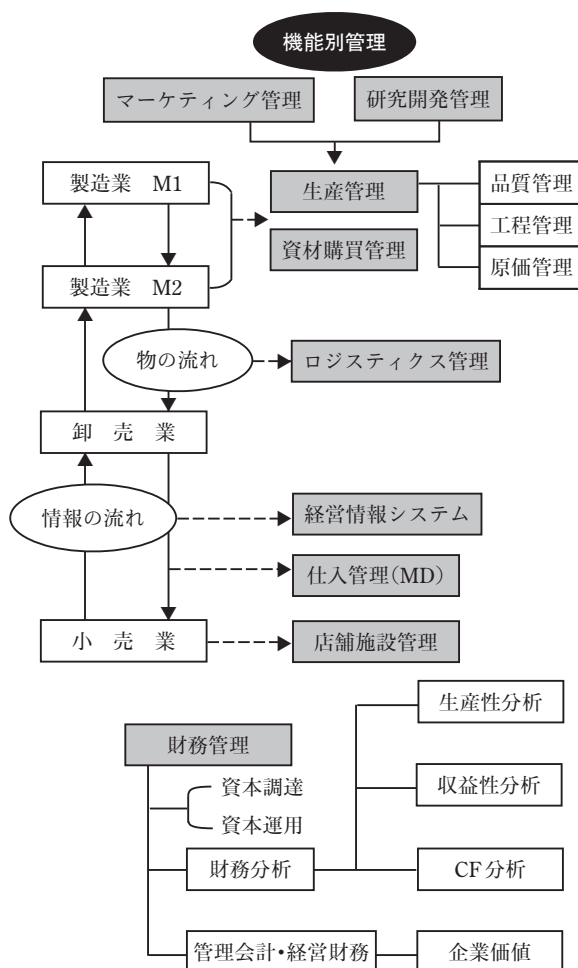 機能別管理
マーケティング管理
研究開発管理
製造業 M1
生産管理
品質管理
工程管理
資材購買管理
原価管理
製造業 M2
物の流れ
ロジスティクス管理
卸売業
情報の流れ
経営情報システム
仕入管理(MD)
小売業
店舗施設管理
生産性分析
財務管理
資本調達
収益性分析
資本運用
財務分析
CF分析
管理会計・経営財務
企業価値